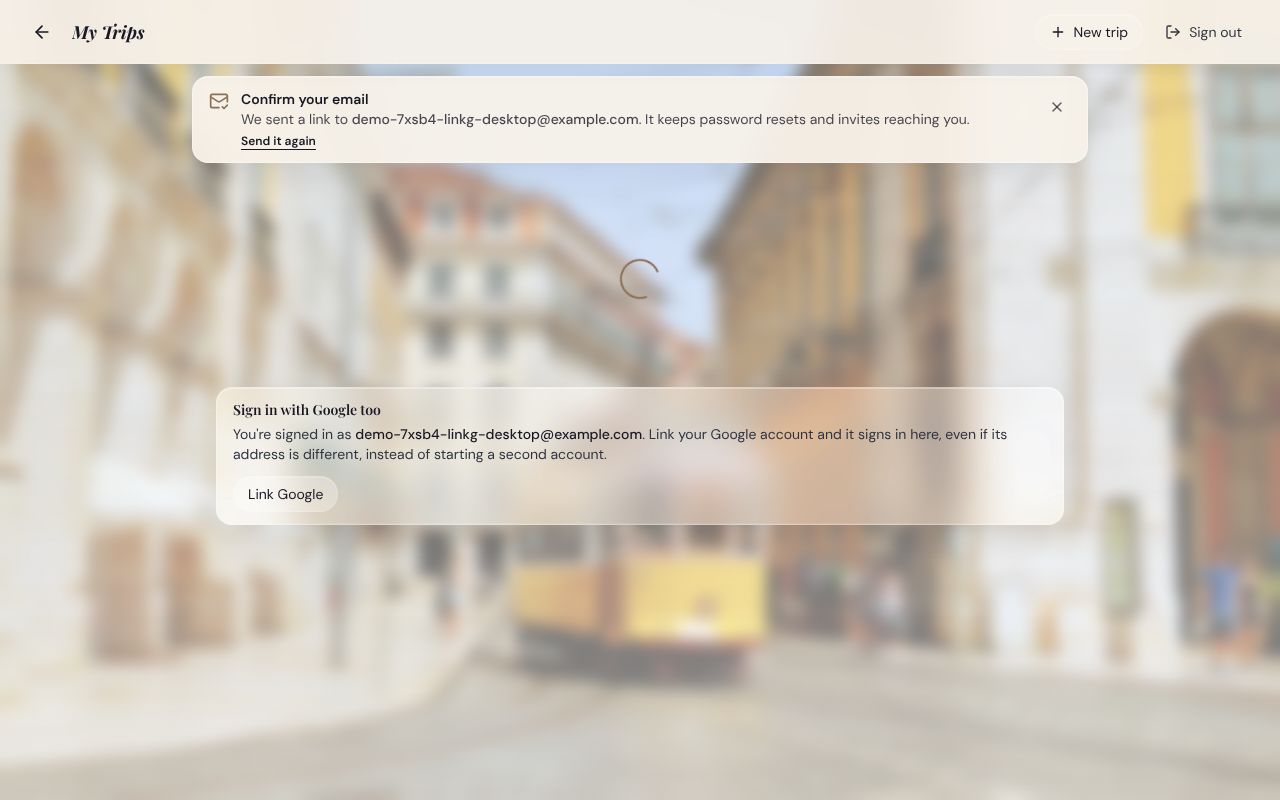 My Trips
New trip
Sign out
Confirm your email
We sent a link to demo-7xsb4-linkg-desktop@example.com. It keeps password resets and invites reaching you.
Send it again
Sign in with Google too
You're signed in as demo-7xsb4-linkg-desktop@example.com. Link your Google account and it signs in here, even if its
address is different, instead of starting a second account.
Link Google